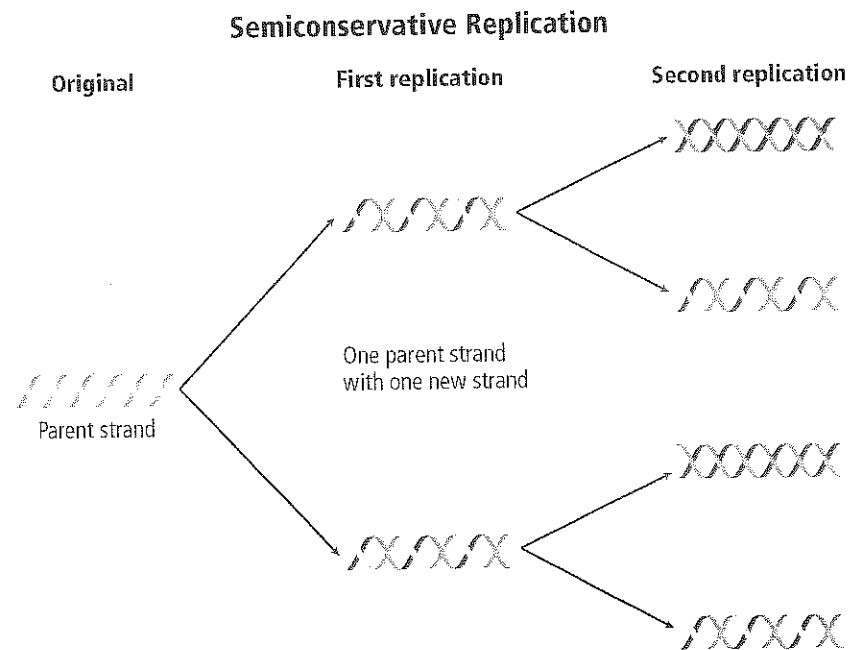 Semiconservative Replication
Original
First replication
Second replication
One parent strand
with one new strand
Parent strand